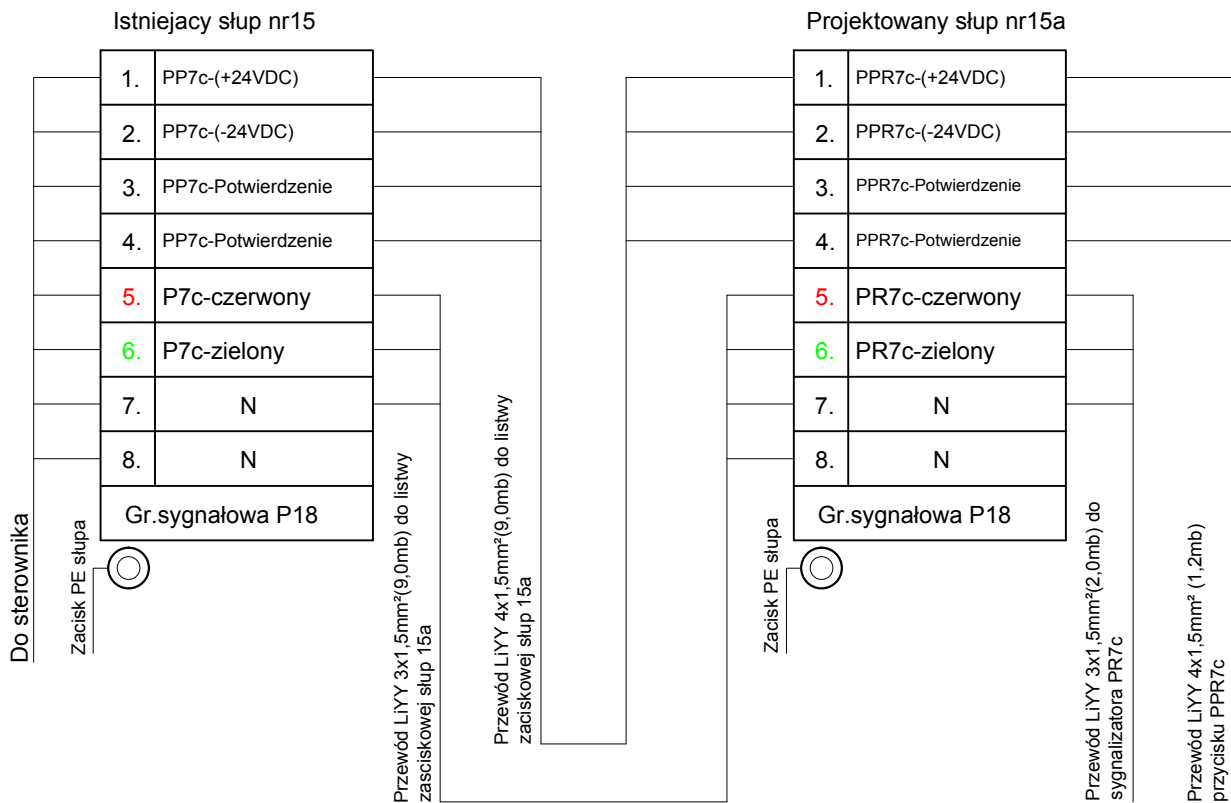 Istniejacy słup nr15
1. PP7c-(+24VDC)
2. PP7c-(-24VDC)
3. PP7c-Potwierdzenie
4. PP7c-Potwierdzenie
5. P7c-czerwony
6. P7c-zielony
7. N
8. N
Gr.sygnałowa P18
Do sterownika
Zacisk PE słupa
Przewód LiYY 3x1,5mm²(9,0mb) do listwy
zasciskowej słup 15a
Przewód LiYY 4x1,5mm²(9,0mb) do listwy
zaciskowej słup 15a
Projektowany słup nr15a
1. PPR7c-(+24VDC)
2. PPR7c-(-24VDC)
3. PPR7c-Potwierdzenie
4. PPR7c-Potwierdzenie
5. PR7c-czerwony
6. PR7c-zielony
7. N
8. N
Gr.sygnałowa P18
Zacisk PE słupa
Przewód LiYY 3x1,5mm²(2,0mb) do
sygnalizatora PR7c
Przewód LiYY 4x1,5mm² (1,2mb)
przycisku PPR7c